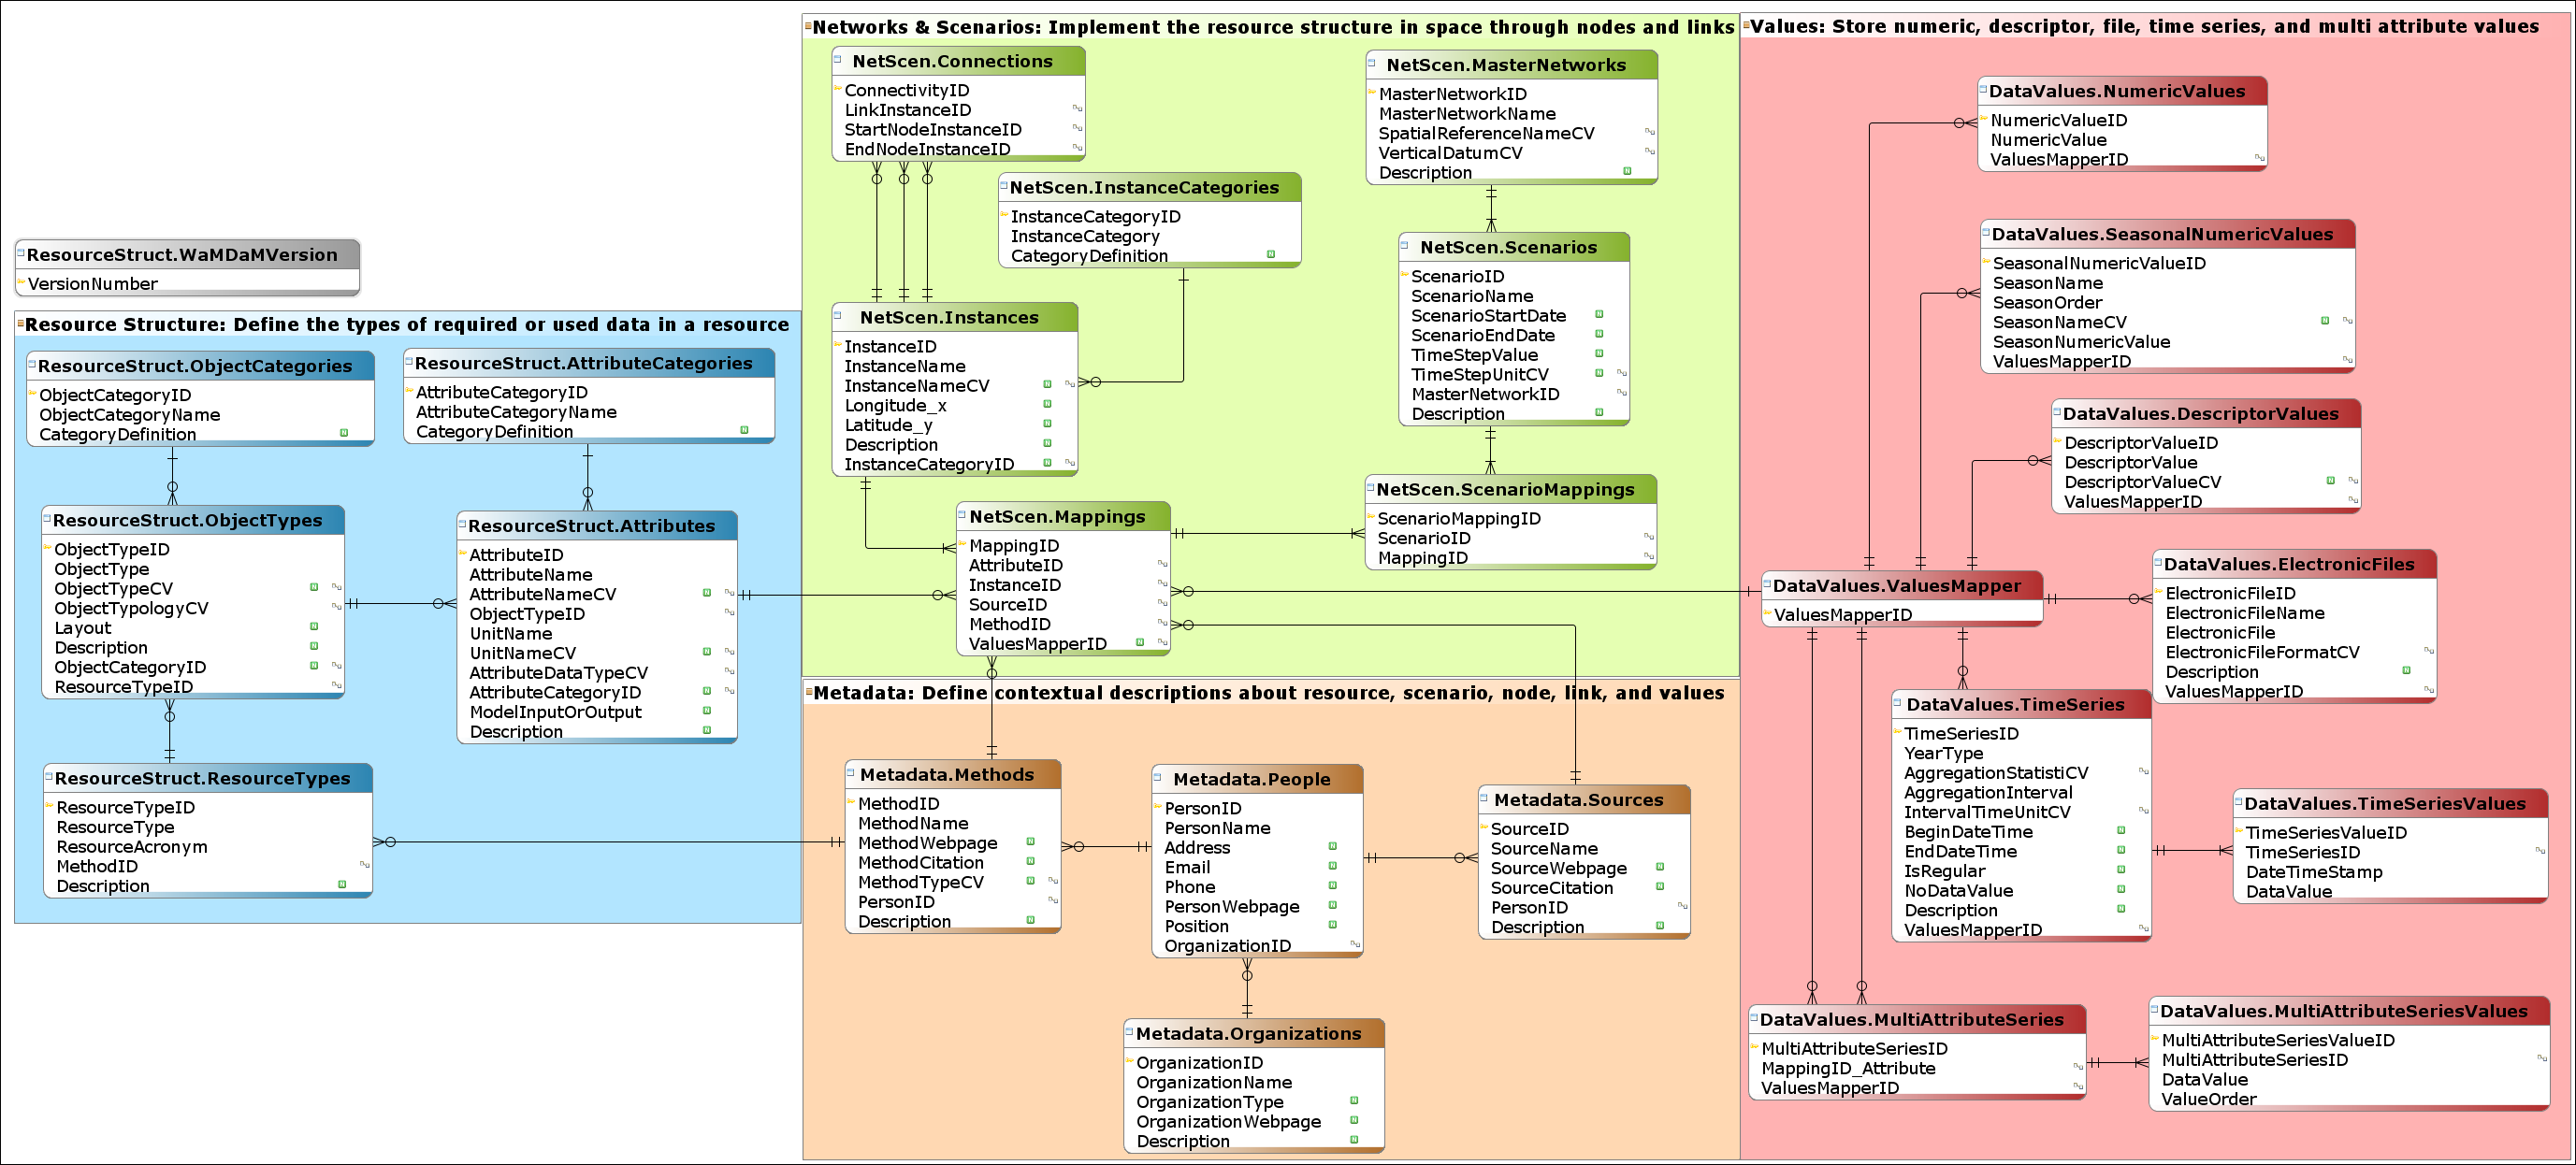 ResourceStruct.WaMDaMVersion
VersionNumber
Resource Structure: Define the types of required or used data in a resource
ResourceStruct.ObjectCategories
ObjectCategoryID
ObjectCategoryName
CategoryDefinition
ResourceStruct.AttributeCategories
AttributeCategoryID
AttributeCategoryName
CategoryDefinition
ResourceStruct.ObjectTypes
ObjectTypeID
ObjectType
ObjectTypeCV
ObjectTypologyCV
Layout
Description
ObjectCategoryID
ResourceTypeID
ResourceStruct.Attributes
AttributeID
AttributeName
AttributeNameCV
ObjectTypeID
UnitName
UnitNameCV
AttributeDataTypeCV
AttributeCategoryID
ModelInputOrOutput
Description
ResourceStruct.ResourceTypes
ResourceTypeID
ResourceType
ResourceAcronym
MethodID
Description
Networks & Scenarios: Implement the resource structure in space through nodes and links
NetScen.Connections
ConnectivityID
LinkInstanceID
StartNodeInstanceID
EndNodeInstanceID
NetScen.MasterNetworks
MasterNetworkID
MasterNetworkName
SpatialReferenceNameCV
VerticalDatumCV
Description
NetScen.InstanceCategories
InstanceCategoryID
InstanceCategory
CategoryDefinition
NetScen.Scenarios
ScenarioID
ScenarioName
ScenarioStartDate
ScenarioEndDate
TimeStepValue
TimeStepUnitCV
MasterNetworkID
Description
NetScen.Instances
InstanceID
InstanceName
InstanceNameCV
Longitude_x
Latitude_y
Description
InstanceCategoryID
NetScen.ScenarioMappings
ScenarioMappingID
ScenarioID
MappingID
NetScen.Mappings
MappingID
AttributeID
InstanceID
SourceID
MethodID
ValuesMapperID
Metadata: Define contextual descriptions about resource, scenario, node, link, and values
Metadata.Methods
MethodID
MethodName
MethodWebpage
MethodCitation
MethodTypeCV
PersonID
Description
Metadata.People
PersonID
PersonName
Address
Email
Phone
PersonWebpage
Position
OrganizationID
Metadata.Sources
SourceID
SourceName
SourceWebpage
SourceCitation
PersonID
Description
Metadata.Organizations
OrganizationID
OrganizationName
OrganizationType
OrganizationWebpage
Description
Values: Store numeric, descriptor, file, time series, and multi attribute values
DataValues.NumericValues
NumericValueID
NumericValue
ValuesMapperID
DataValues.SeasonalNumericValues
SeasonalNumericValueID
SeasonName
SeasonOrder
SeasonNameCV
SeasonNumericValue
ValuesMapperID
DataValues.DescriptorValues
DescriptorValueID
DescriptorValue
DescriptorValueCV
ValuesMapperID
DataValues.ValuesMapper
ValuesMapperID
DataValues.ElectronicFiles
ElectronicFileID
ElectronicFileName
ElectronicFile
ElectronicFileFormatCV
Description
ValuesMapperID
DataValues.TimeSeries
TimeSeriesID
YearType
AggregationStatistiCV
AggregationInterval
IntervalTimeUnitCV
BeginDateTime
EndDateTime
IsRegular
NoDataValue
Description
ValuesMapperID
DataValues.TimeSeriesValues
TimeSeriesValueID
TimeSeriesID
DateTimeStamp
DataValue
DataValues.MultiAttributeSeries
MultiAttributeSeriesID
MappingID_Attribute
ValuesMapperID
DataValues.MultiAttributeSeriesValues
MultiAttributeSeriesValueID
MultiAttributeSeriesID
DataValue
ValueOrder